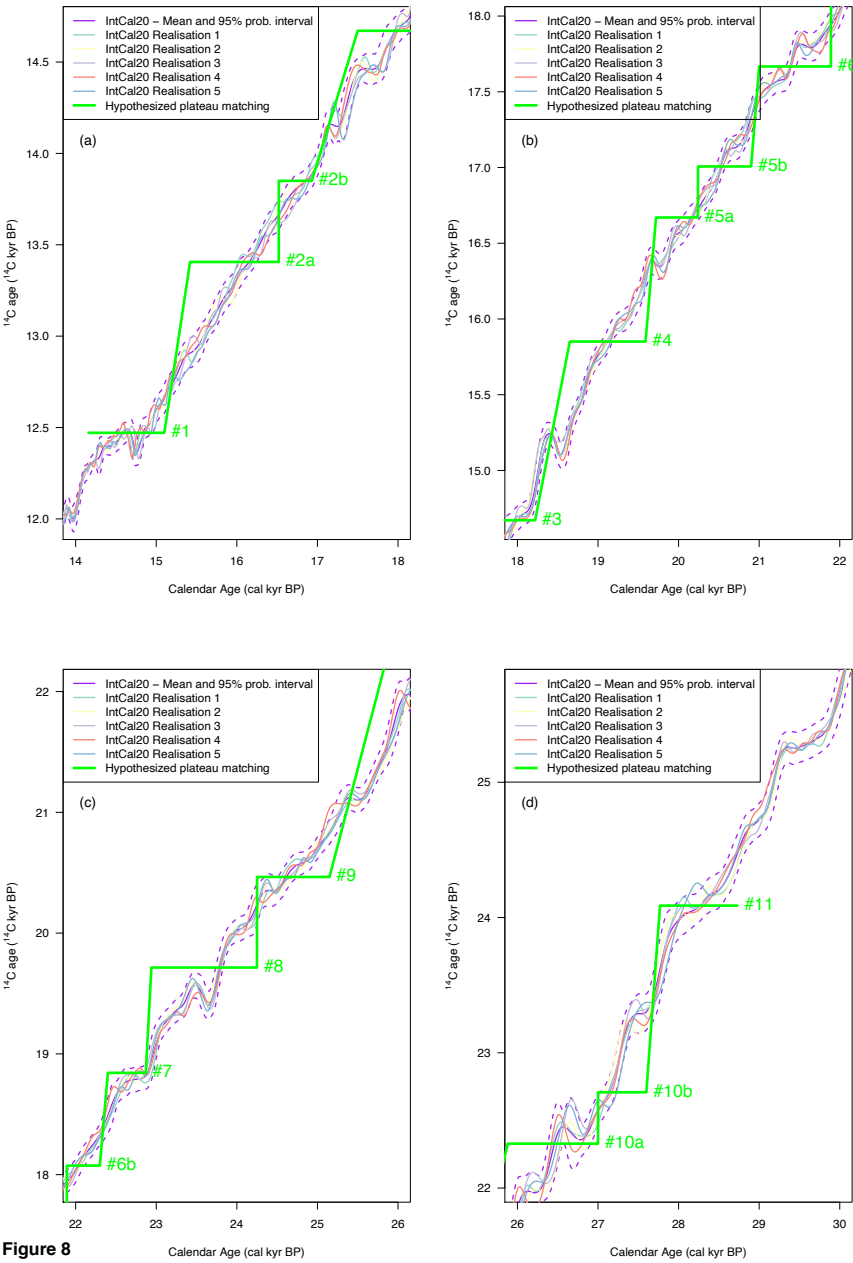 IntCal20 − Mean and 95% prob. interval
IntCal20 Realisation 1
IntCal20 Realisation 2
IntCal20 Realisation 3
IntCal20 Realisation 4
IntCal20 Realisation 5
Hypothesized plateau matching
(a)
#2b
#2a
#1
14.5
14.0
13.5
13.0
12.5
12.0
¹⁴C age (¹⁴C kyr BP)
14 15 16 17 18
Calendar Age (cal kyr BP)
IntCal20 − Mean and 95% prob. interval
IntCal20 Realisation 1
IntCal20 Realisation 2
IntCal20 Realisation 3
IntCal20 Realisation 4
IntCal20 Realisation 5
Hypothesized plateau matching
(b)
#6
#5b
#5a
#4
#3
18.0
17.5
17.0
16.5
16.0
15.5
15.0
¹⁴C age (¹⁴C kyr BP)
18 19 20 21 22
Calendar Age (cal kyr BP)
IntCal20 − Mean and 95% prob. interval
IntCal20 Realisation 1
IntCal20 Realisation 2
IntCal20 Realisation 3
IntCal20 Realisation 4
IntCal20 Realisation 5
Hypothesized plateau matching
(c)
#9
#8
#7
#6b
22
21
20
19
18
¹⁴C age (¹⁴C kyr BP)
22 23 24 25 26
Calendar Age (cal kyr BP)
IntCal20 − Mean and 95% prob. interval
IntCal20 Realisation 1
IntCal20 Realisation 2
IntCal20 Realisation 3
IntCal20 Realisation 4
IntCal20 Realisation 5
Hypothesized plateau matching
(d)
#11
#10b
#10a
25
24
23
22
¹⁴C age (¹⁴C kyr BP)
26 27 28 29 30
Calendar Age (cal kyr BP)
Figure 8